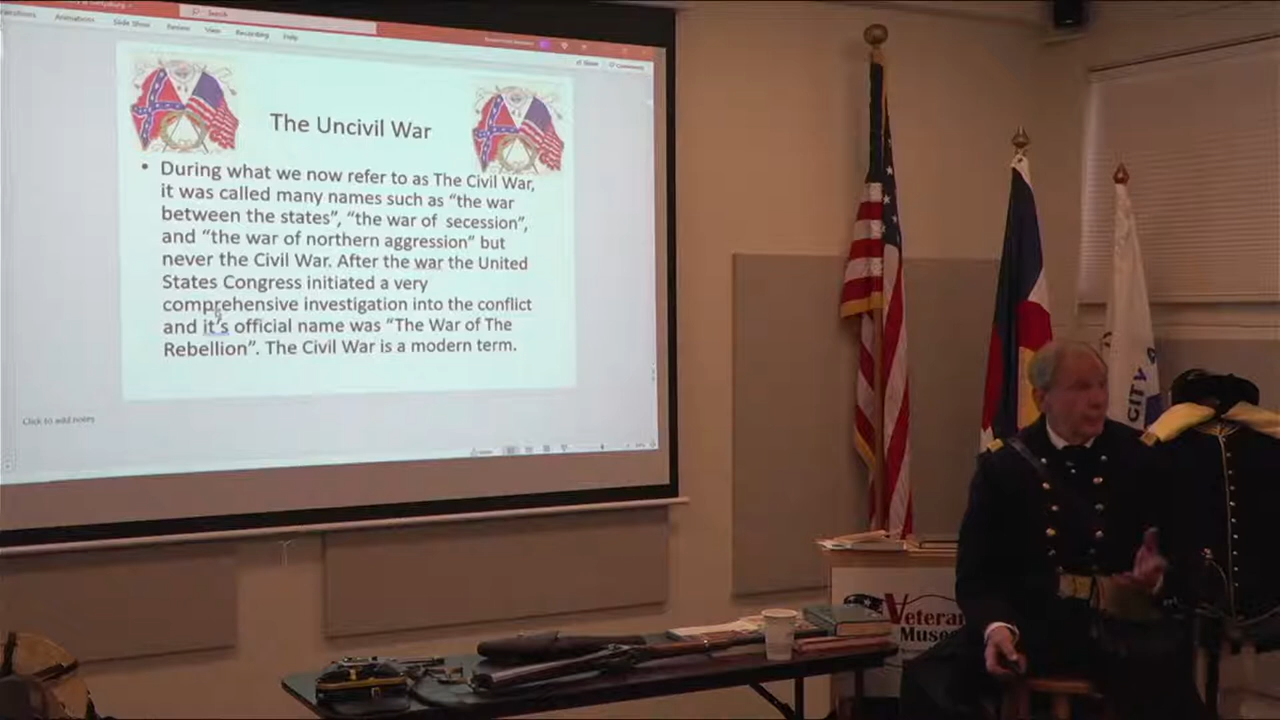 Animations
Slide Show
Review
View
Recording
Help
Search
Share
Comments
The Uncivil War
• During what we now refer to as The Civil War,
it was called many names such as “the war
between the states”, “the war of secession”,
and “the war of northern aggression” but
never the Civil War. After the war the United
States Congress initiated a very
comprehensive investigation into the conflict
and it’s official name was “The War of The
Rebellion”. The Civil War is a modern term.
Click to add notes
CITY
Veteran
Muse